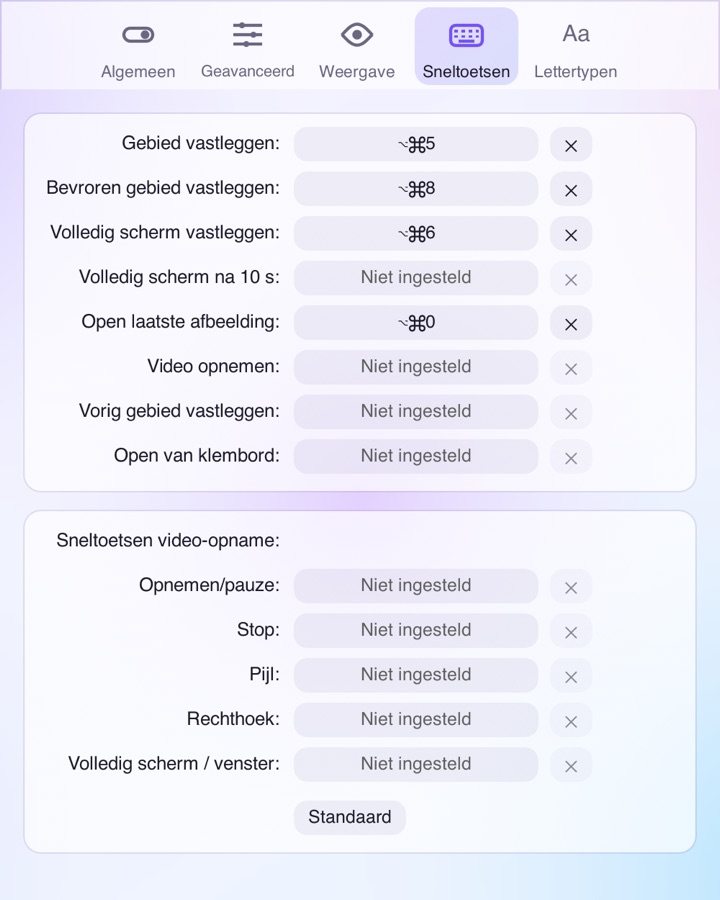 Algemeen Geavanceerd Weergave Sneltoetsen Aa Lettertypen
Gebied vastleggen: ⌥⌘5
Bevroren gebied vastleggen: ⌥⌘8
Volledig scherm vastleggen: ⌥⌘6
Volledig scherm na 10 s: Niet ingesteld
Open laatste afbeelding: ⌥⌘0
Video opnemen: Niet ingesteld
Vorig gebied vastleggen: Niet ingesteld
Open van klembord: Niet ingesteld
Sneltoetsen video-opname:
Opnemen/pauze: Niet ingesteld
Stop: Niet ingesteld
Pijl: Niet ingesteld
Rechthoek: Niet ingesteld
Volledig scherm / venster: Niet ingesteld
Standaard